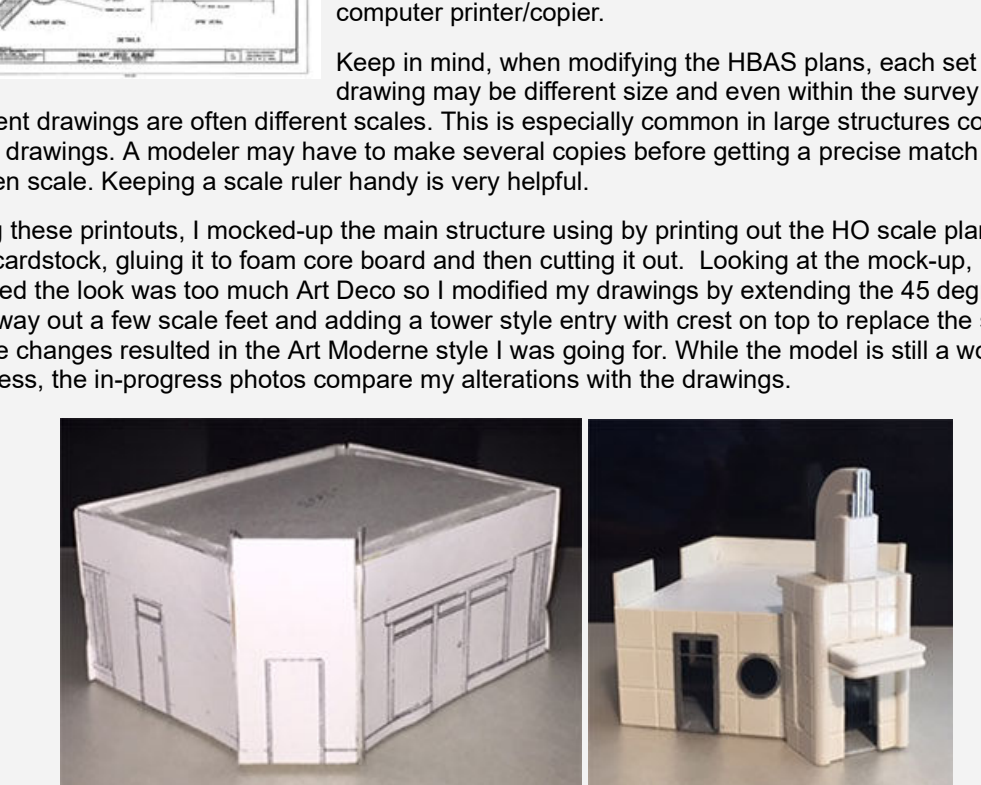 DETAILS
SMALL ART DECO BUILDING
computer printer/copier.
Keep in mind, when modifying the HBAS plans, each set
drawing may be different size and even within the survey
ent drawings are often different scales. This is especially common in large structures co
drawings. A modeler may have to make several copies before getting a precise match
en scale. Keeping a scale ruler handy is very helpful.
g these printouts, I mocked-up the main structure using by printing out the HO scale plan
cardstock, gluing it to foam core board and then cutting it out. Looking at the mock-up,
ed the look was too much Art Deco so I modified my drawings by extending the 45 deg
way out a few scale feet and adding a tower style entry with crest on top to replace the s
e changes resulted in the Art Moderne style I was going for. While the model is still a wo
ess, the in-progress photos compare my alterations with the drawings.